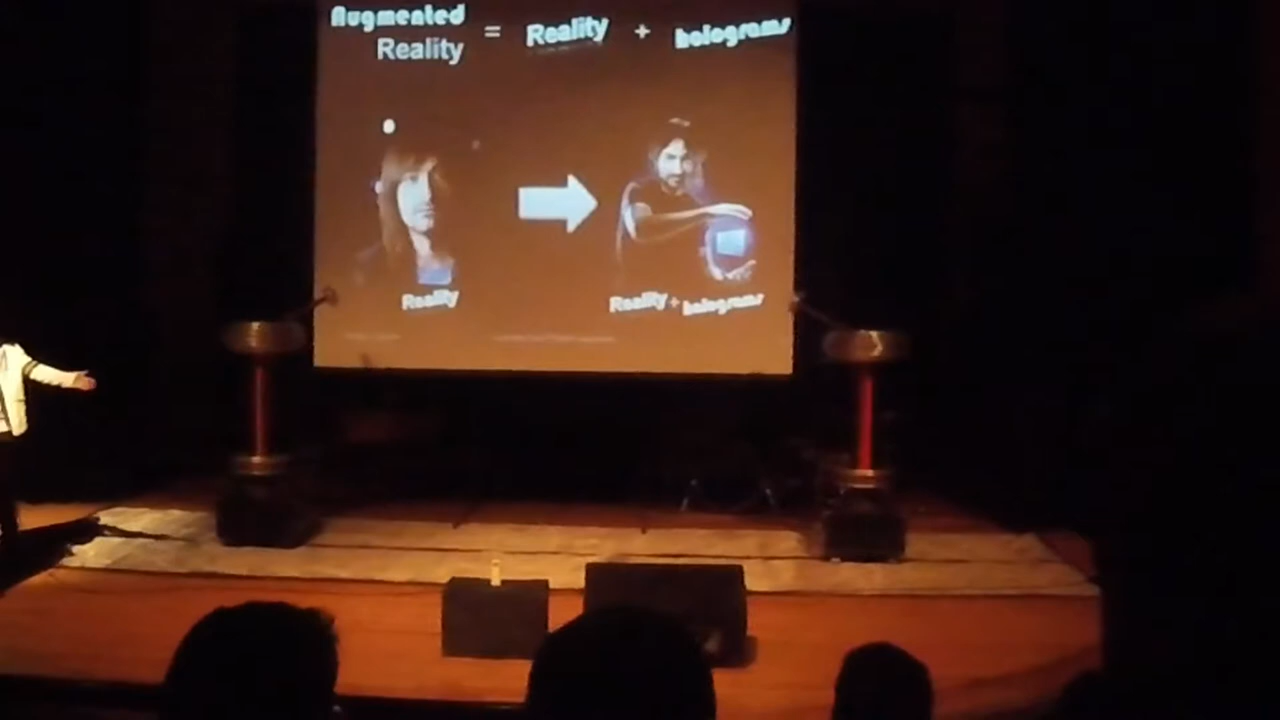 Augmented = Reality + holograms
Reality
Reality
Reality + holograms